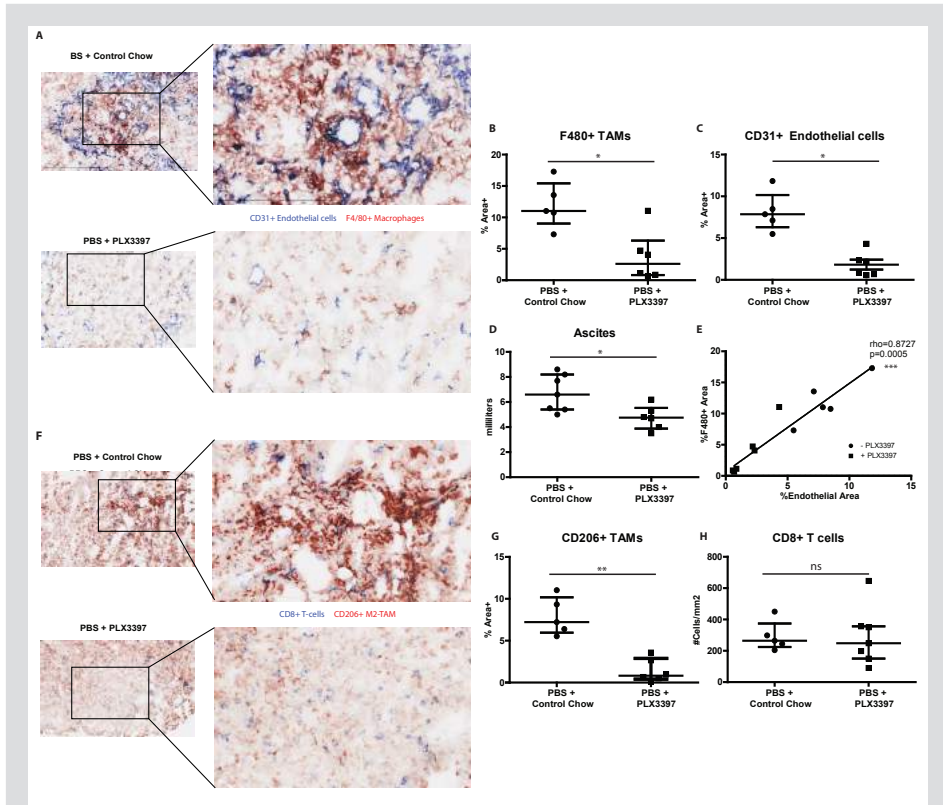 A
BS + Control Chow
CD31+ Endothelial cells F4/80+ Macrophages
PBS + PLX3397
B
F480+ TAMs
*
% Area+
20
15
10
5
0
PBS +
Control Chow
PBS +
PLX3397
C
CD31+ Endothelial cells
*
% Area+
15
10
5
0
PBS +
Control Chow
PBS +
PLX3397
D
Ascites
*
milliliters
10
8
6
4
2
0
PBS +
Control Chow
PBS +
PLX3397
E
rho=0.8727
p=0.0005
***
%F480+ Area
20
15
10
5
0
- PLX3397
+ PLX3397
0 5 10 15
%Endothelial Area
F
PBS + Control Chow
CD8+ T-cells CD206+ M2-TAM
PBS + PLX3397
G
CD206+ TAMs
**
% Area+
15
10
5
0
PBS +
Control Chow
PBS +
PLX3397
H
CD8+ T cells
ns
#Cells/mm2
800
600
400
200
0
PBS +
Control Chow
PBS +
PLX3397